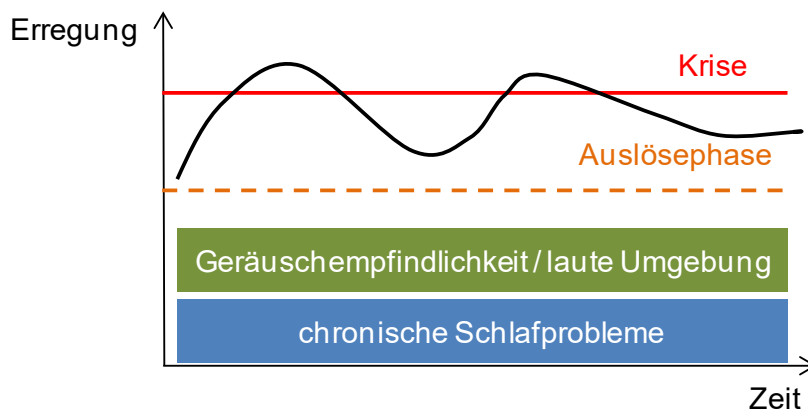 Erregung
Krise
Auslösephase
Geräuschempfindlichkeit / laute Umgebung
chronische Schlafprobleme
Zeit